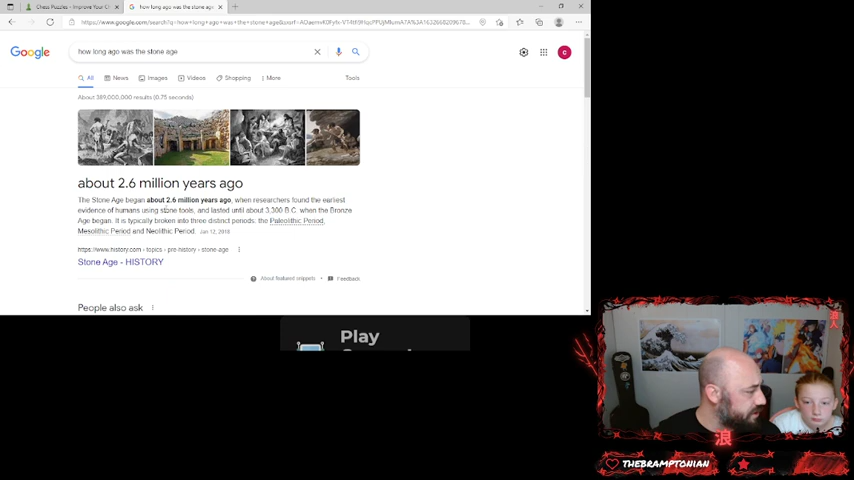 Chess Puzzles - Improve Your C
how long ago was the stone age
Google
how long ago was the stone age
All
News
Images
Videos
Shopping
More
Tools
About 389,000,000 results (0.75 seconds)
about 2.6 million years ago
The Stone Age began about 2.6 million years ago, when researchers found the earliest
evidence of humans using stone tools, and lasted until about 3,300 B.C. when the Bronze
Age began. It is typically broken into three distinct periods: the Paleolithic Period,
Mesolithic Period and Neolithic Period. Jan 12, 2018
https://www.history.com › topics › pre-history › stone-age
Stone Age - HISTORY
About featured snippets
Feedback
People also ask
Play
浪人
浪
THEBRAMPTONIAN